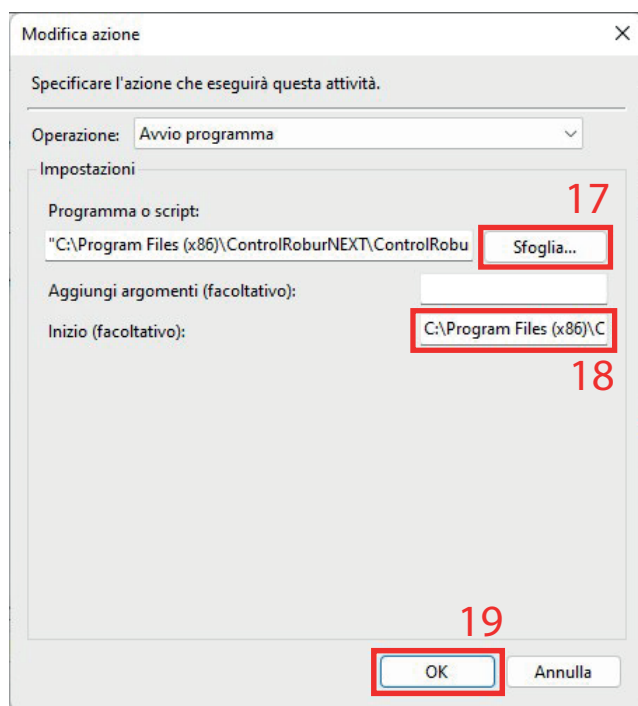 Modifica azione
Specificare l'azione che eseguirà questa attività.
Operazione: Avvio programma
Impostazioni
17
Programma o script:
"C:\Program Files (x86)\ControlRoburNEXT\ControlRobu Sfoglia...
Aggiungi argomenti (facoltativo):
Inizio (facoltativo): C:\Program Files (x86)\C
18
19
OK Annulla